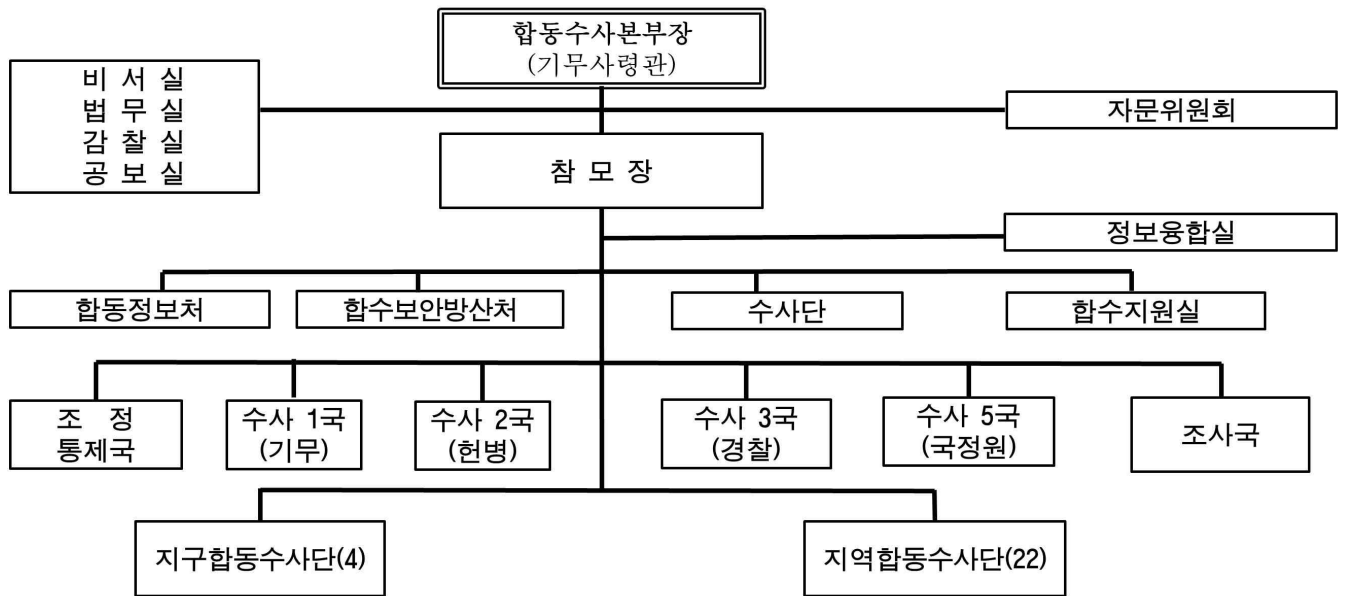 합동수사본부장
(기무사령관)
비 서 실
법 무 실
감 찰 실
공 보 실
자문위원회
참 모 장
정보융합실
합동정보처
합수보안방산처
수사단
합수지원실
조 정
통제국
수사 1국
(기무)
수사 2국
(헌병)
수사 3국
(경찰)
수사 5국
(국정원)
조사국
지구합동수사단(4)
지역합동수사단(22)